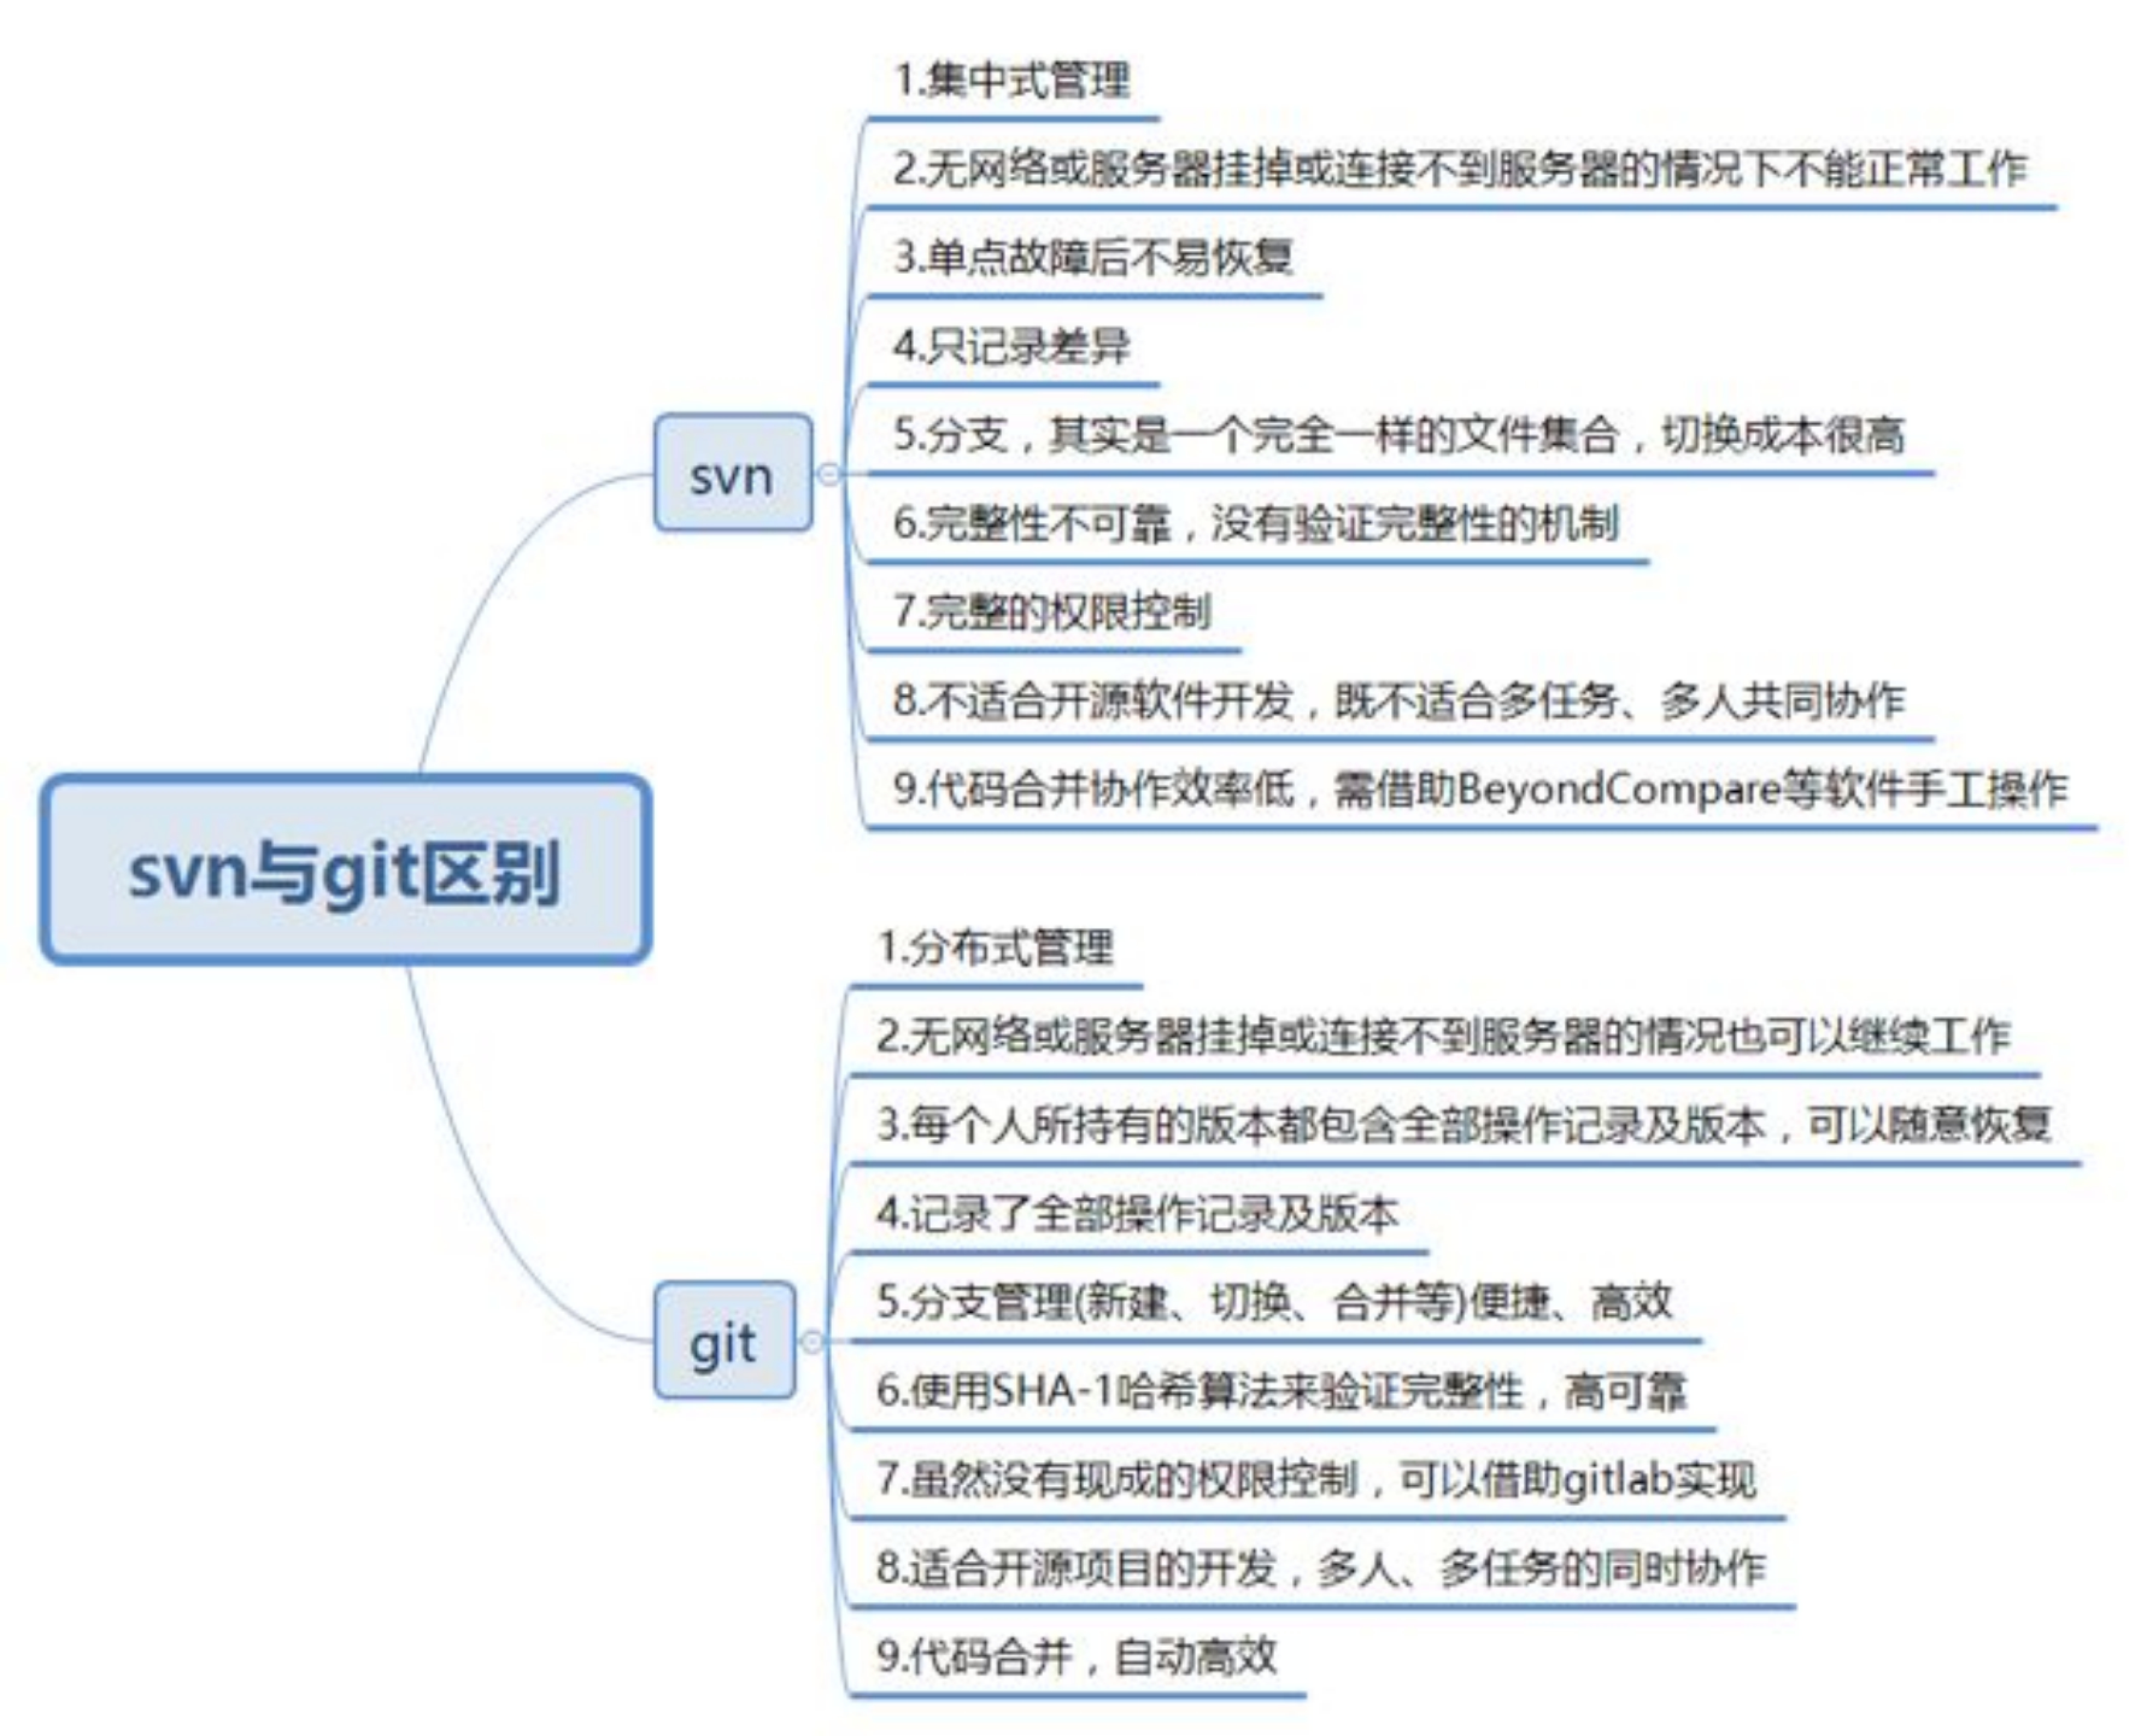 svn与git区别
svn
1.集中式管理
2.无网络或服务器挂掉或连接不到服务器的情况下不能正常工作
3.单点故障后不易恢复
4.只记录差异
5.分支，其实是一个完全一样的文件集合，切换成本很高
6.完整性不可靠，没有验证完整性的机制
7.完整的权限控制
8.不适合开源软件开发，既不适合多任务、多人共同协作
9.代码合并协作效率低，需借助BeyondCompare等软件手工操作
git
1.分布式管理
2.无网络或服务器挂掉或连接不到服务器的情况也可以继续工作
3.每个人所持有的版本都包含全部操作记录及版本，可以随意恢复
4.记录了全部操作记录及版本
5.分支管理(新建、切换、合并等)便捷、高效
6.使用SHA-1哈希算法来验证完整性，高可靠
7.虽然没有现成的权限控制，可以借助gitlab实现
8.适合开源项目的开发，多人、多任务的同时协作
9.代码合并，自动高效